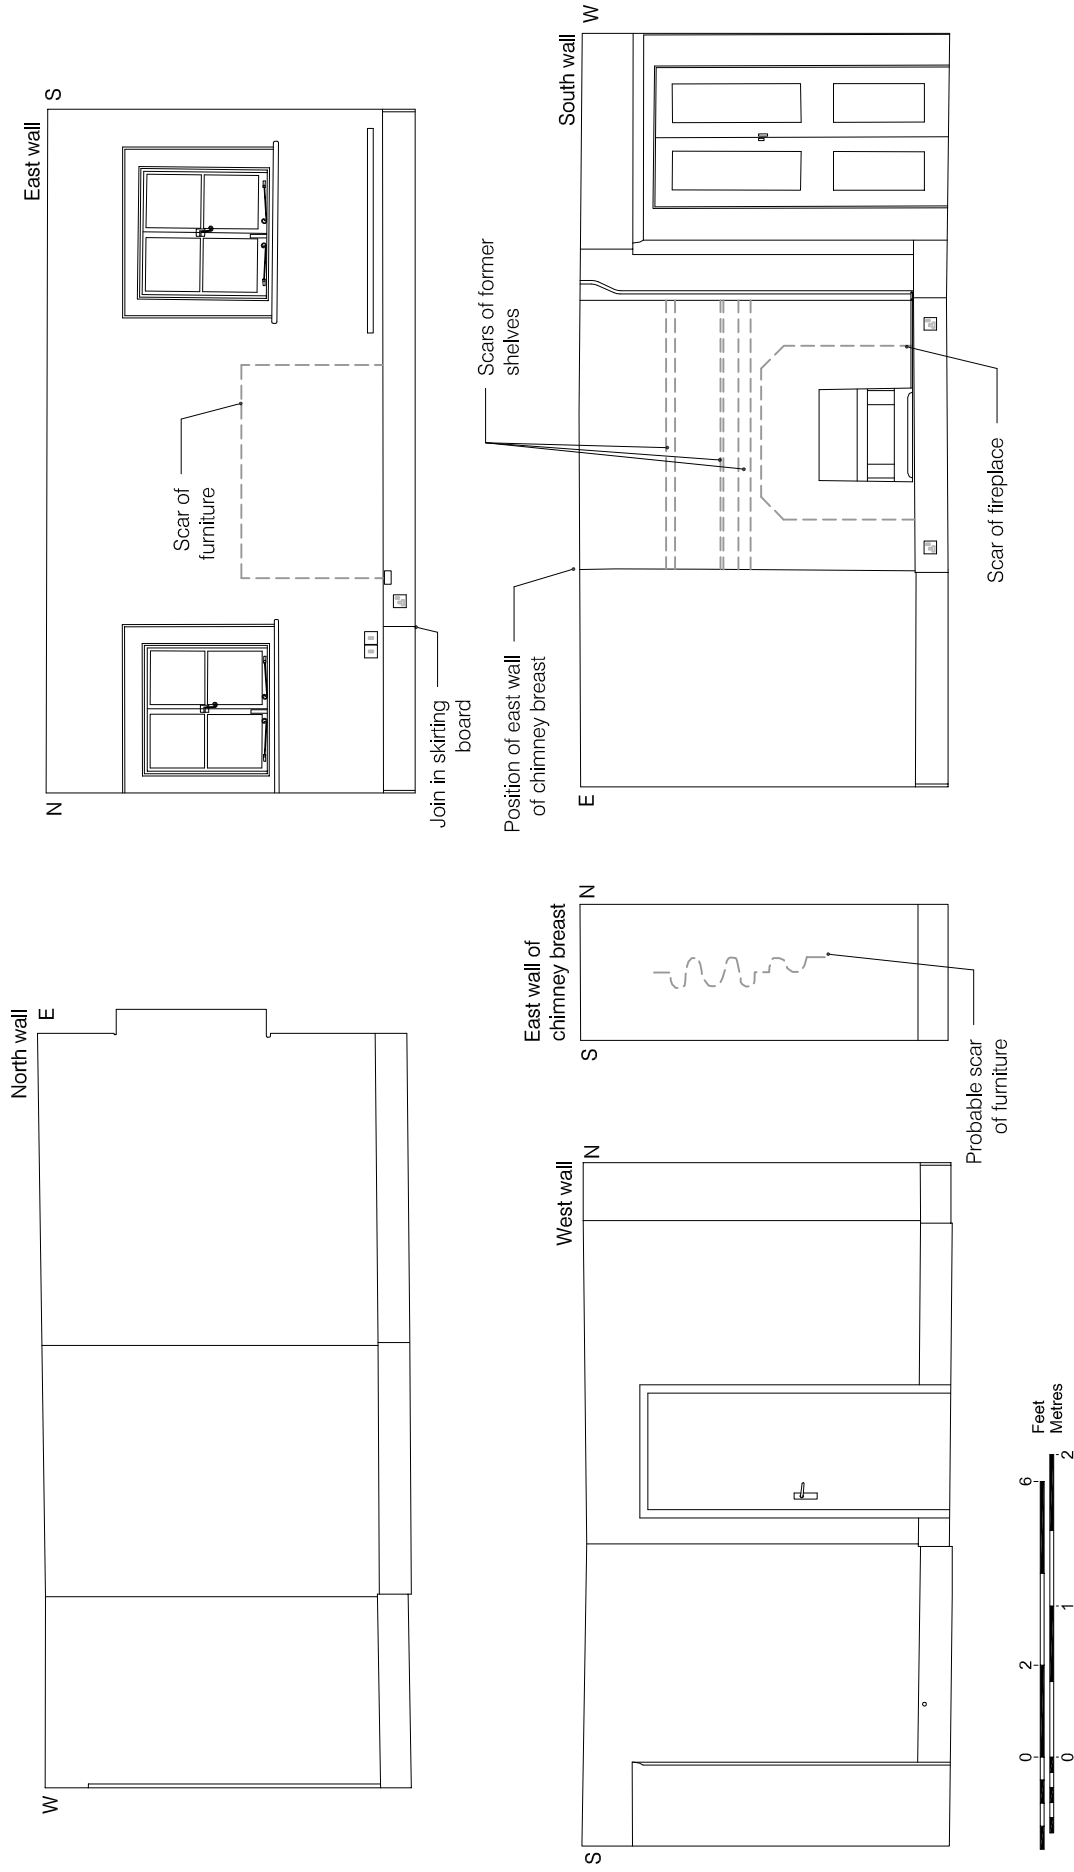 North wall
W
E
East wall
N
S
Scar of
furniture
Join in skirting
board
West wall
S
N
East wall of
chimney breast
S
N
Probable scar
of furniture
South wall
E
W
Position of east wall
of chimney breast
Scars of former
shelves
Scar of fireplace
0 2 6
Feet
Metres
0 1 2